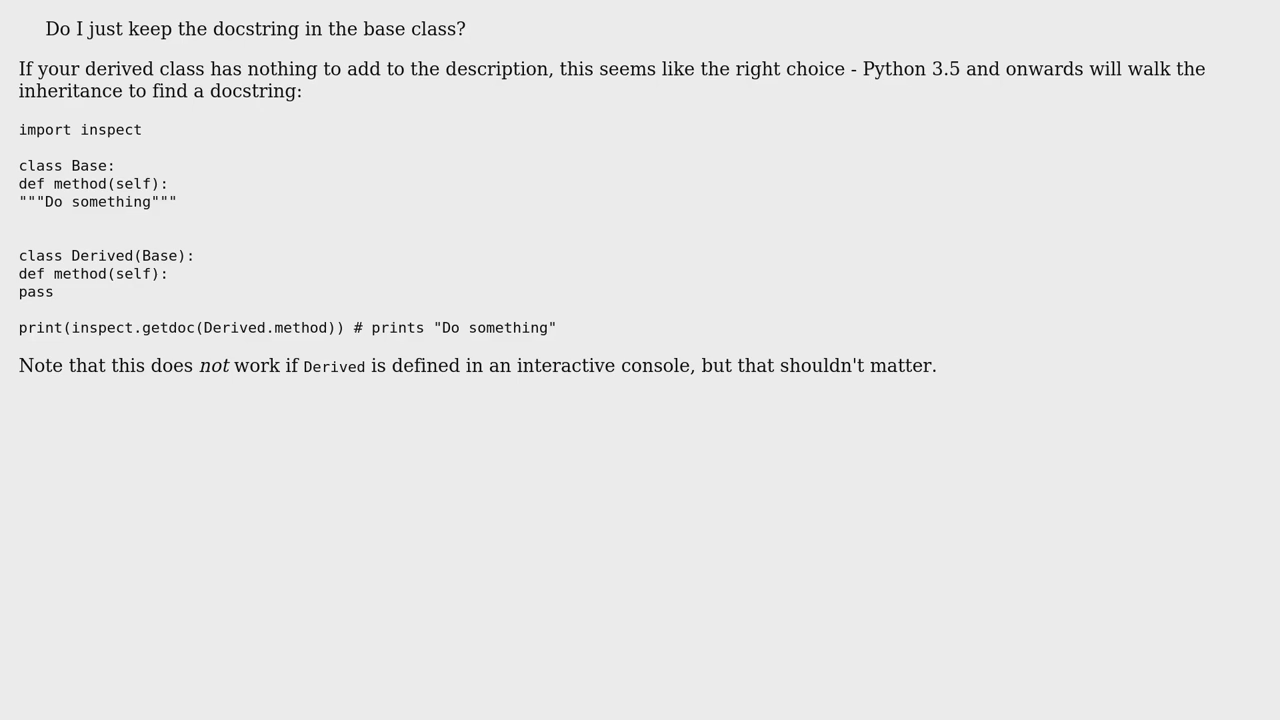 Do I just keep the docstring in the base class?
If your derived class has nothing to add to the description, this seems like the right choice - Python 3.5 and onwards will walk the
inheritance to find a docstring:
import inspect
class Base:
def method(self):
"""Do something"""
class Derived(Base):
def method(self):
pass
print(inspect.getdoc(Derived.method)) # prints "Do something"
Note that this does not work if Derived is defined in an interactive console, but that shouldn't matter.